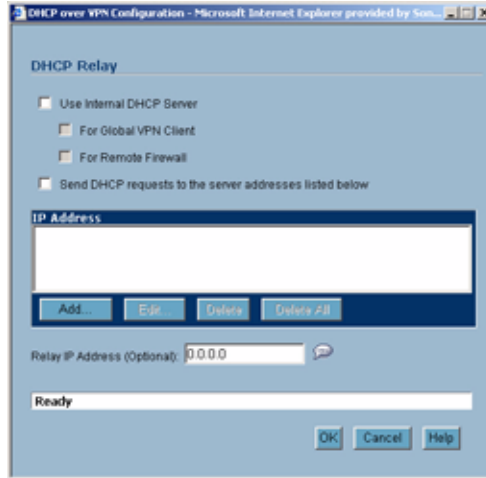 DHCP over VPN Configuration - Microsoft Internet Explorer provided by Son...
DHCP Relay
Use Internal DHCP Server
For Global VPN Client
For Remote Firewall
Send DHCP requests to the server addresses listed below
IP Address
Add... Edit... Delete Delete All
Relay IP Address (Optional): 0.0.0.0
Ready
OK Cancel Help